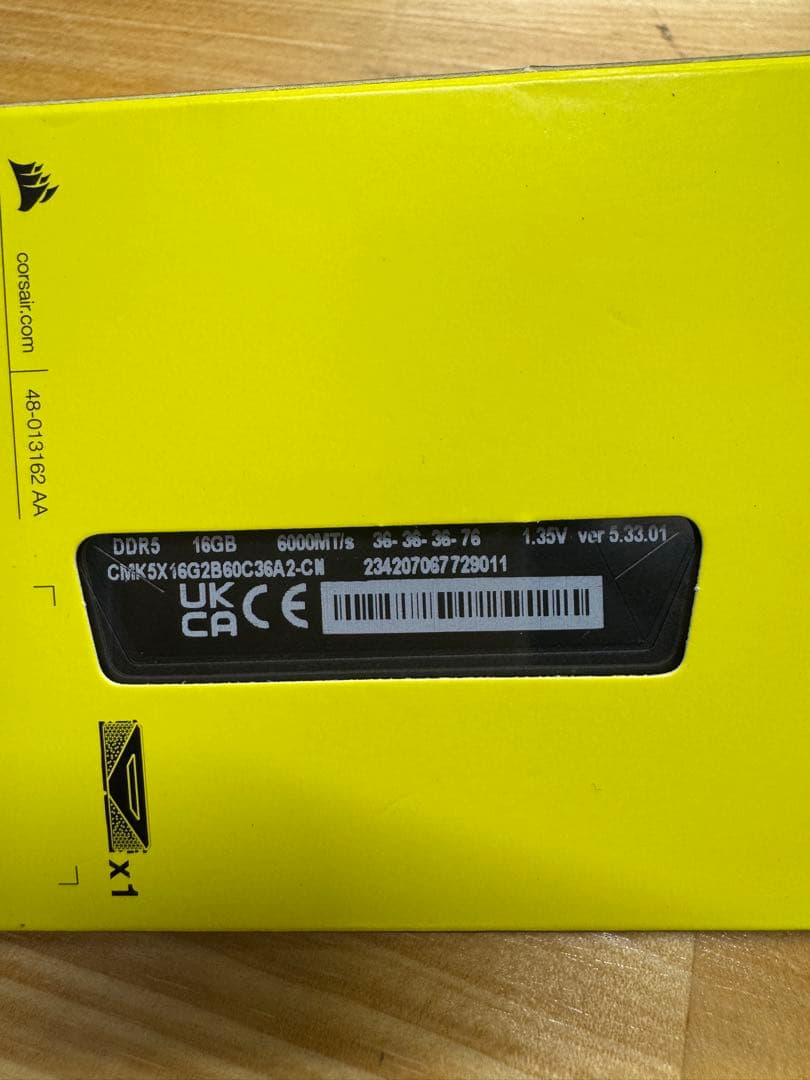 corsair.com | 48-013162 AA
DDR5 16GB 6000MT/s 36-36-36-76 1.35V ver 5.33.01
CMK5X16G2B60C36A2-CN 234207067729011
UK CA CE
x 1